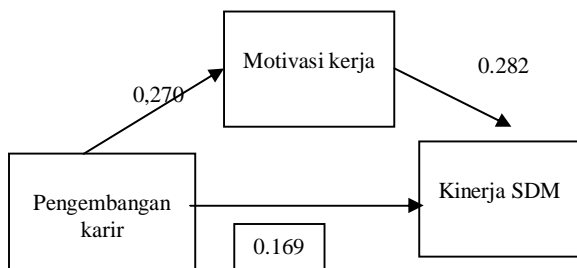 Motivasi kerja
0.282
0,270
Pengembangan
karir
Kinerja SDM
0.169